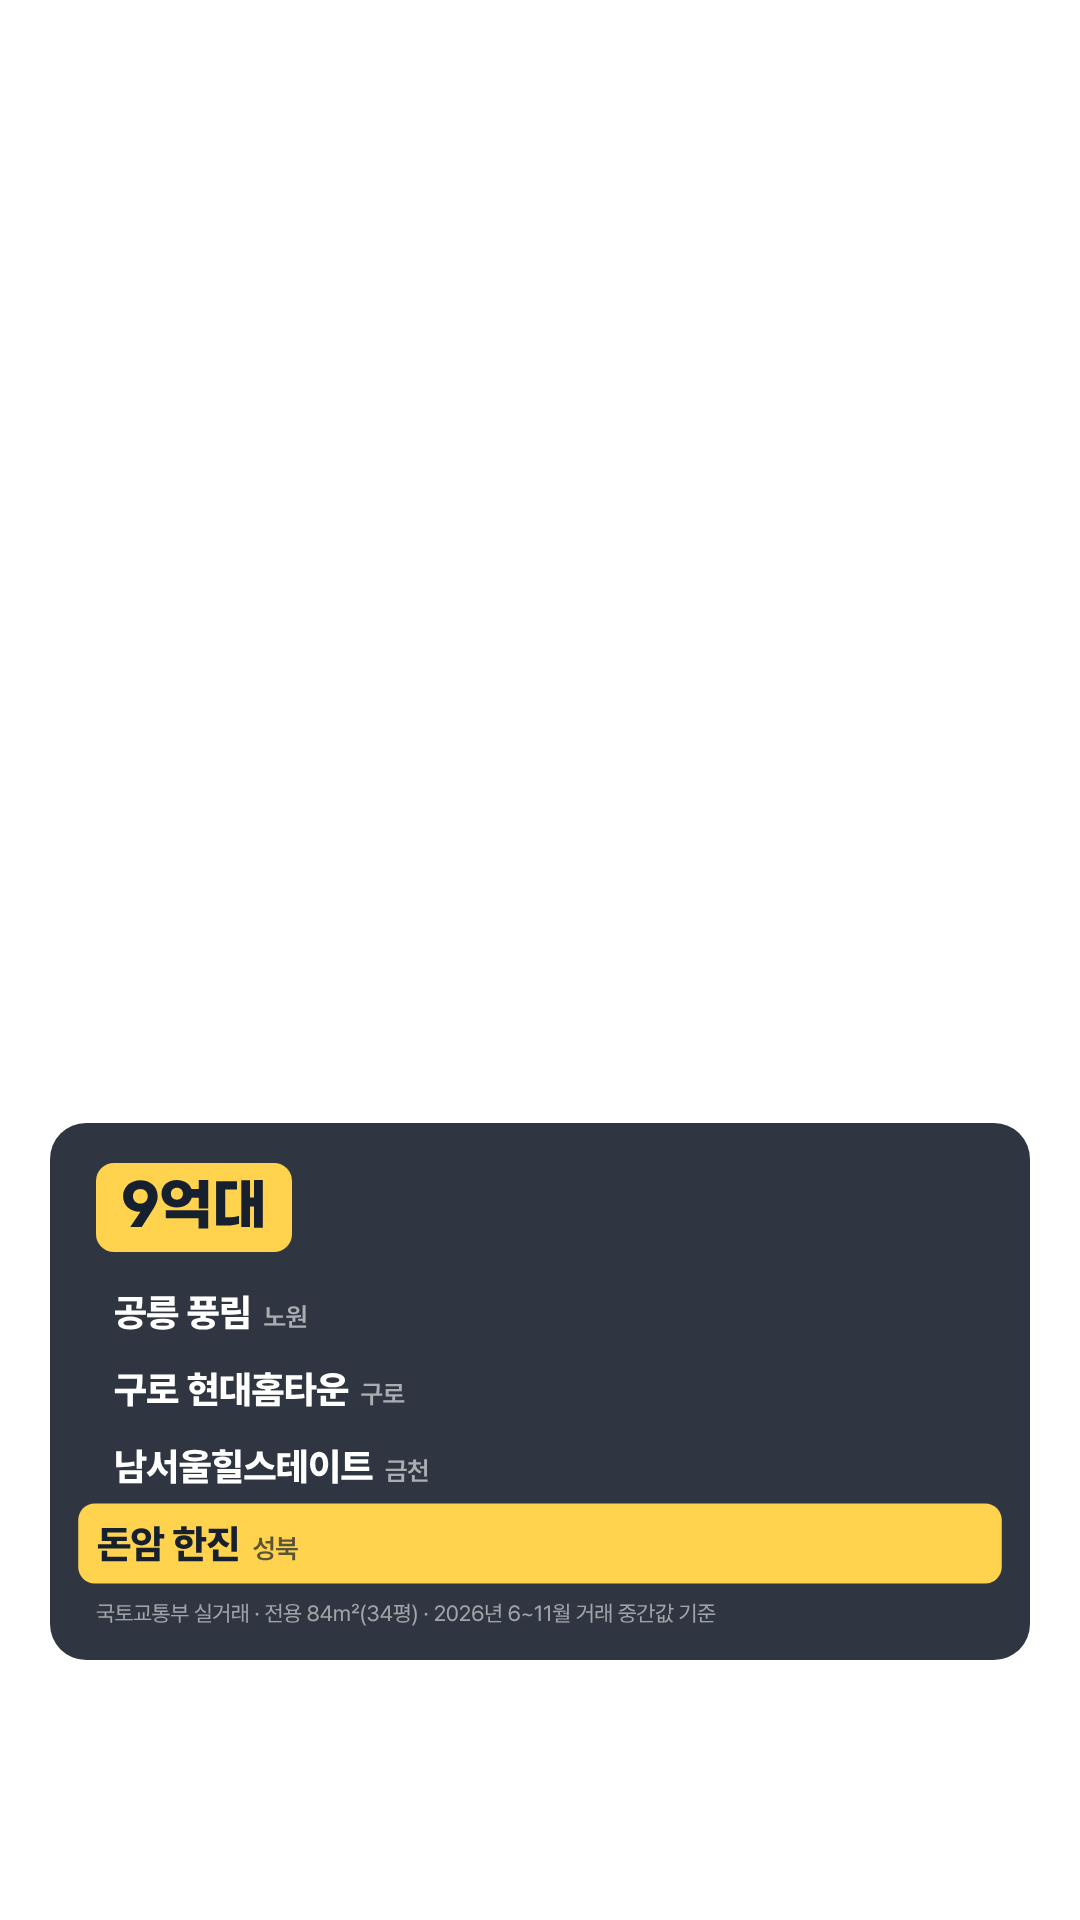 9억대
공릉 풍림 노원
구로 현대홈타운 구로
남서울힐스테이트 금천
돈암 한진 성북
국토교통부 실거래 · 전용 84m²(34평) · 2026년 6~11월 거래 중간값 기준